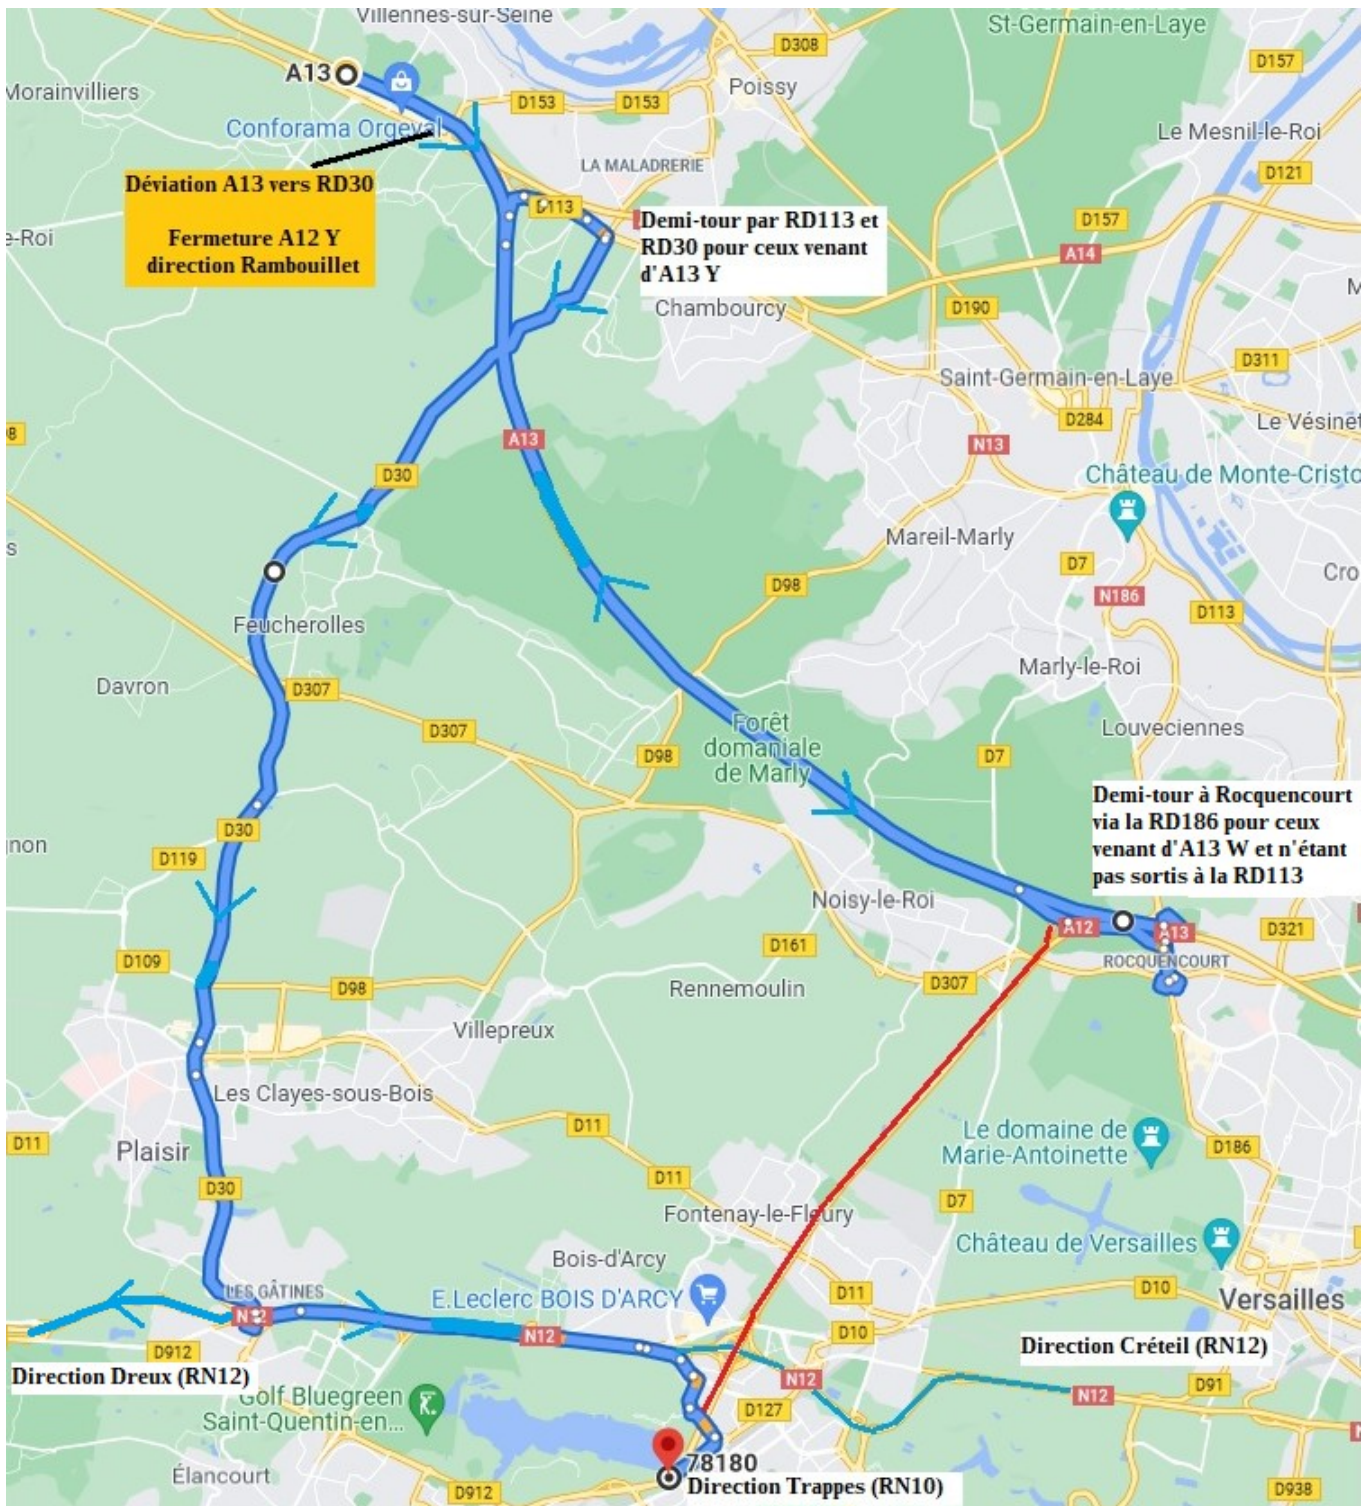 Villennes-sur-Seine
St-Germain-en-Laye
D308
A13
D157
Morainvilliers
Poissy
D153
D153
Conforama Orgeval
Le Mesnil-le-Roi
LA MALADRERIE
D121
Déviation A13 vers RD30
Fermeture A12 Y
direction Rambouillet
D113
Demi-tour par RD113 et
RD30 pour ceux venant
d'A13 Y
D157
e-Roi
A14
Chambourcy
D190
D311
Saint-Germain-en-Laye
D284
Le Vésinet
A13
N13
D30
Château de Monte-Cristo
Mareil-Marly
D7
Cro
D98
N186
D113
Feucherolles
Marly-le-Roi
Davron
D307
D307
Forêt
domaniale
de Marly
Louveciennes
D98
D7
Demi-tour à Rocquencourt
via la RD186 pour ceux
venant d'A13 W et n'étant
pas sortis à la RD113
D30
gnon
D119
Noisy-le-Roi
A12
A13
D321
D161
D109
ROCQUENCOURT
D98
Rennemoulin
D307
Villepreux
Les Clayes-sous-Bois
D11
D11
Le domaine de
Marie-Antoinette
D186
Plaisir
D11
D30
D7
Fontenay-le-Fleury
Château de Versailles
Bois-d'Arcy
LES GÂTINES
E.Leclerc BOIS D'ARCY
D11
D10
Versailles
N12
N12
D10
Direction Créteil (RN12)
D912
Direction Dreux (RN12)
N12
N12
D91
Golf Bluegreen
Saint-Quentin-en...
D127
78180
Élancourt
Direction Trappes (RN10)
D912
D938